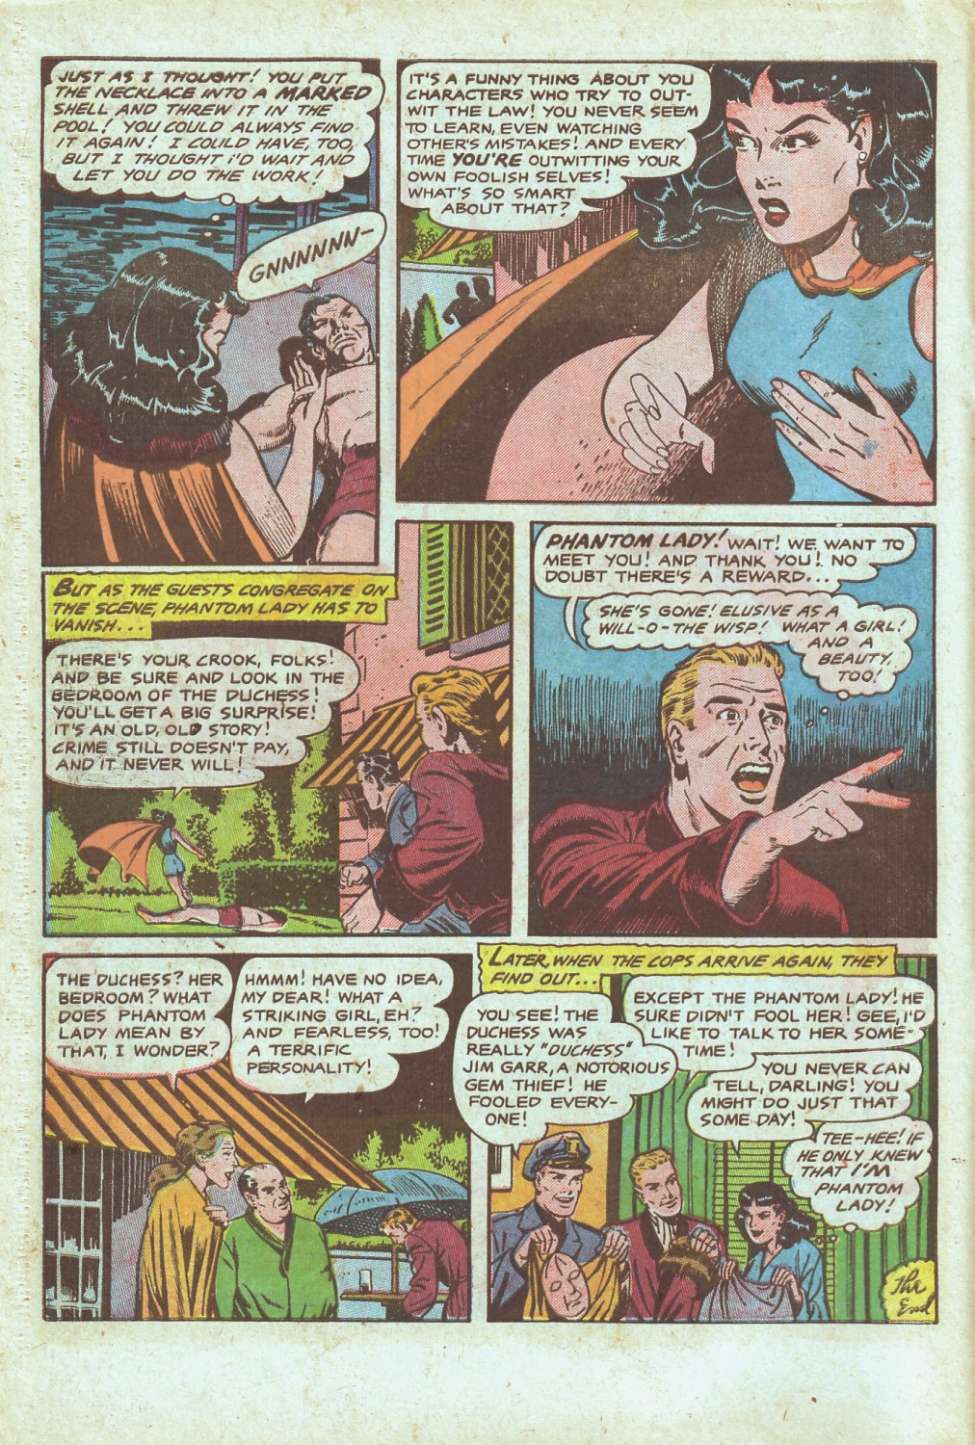 JUST AS I THOUGHT! YOU PUT
THE NECKLACE INTO A MARKED
SHELL AND THREW IT IN THE
POOL! YOU COULD ALWAYS FIND
IT AGAIN! I COULD HAVE, TOO,
BUT I THOUGHT I'D WAIT AND
LET YOU DO THE WORK!
GNNNNNN-
IT'S A FUNNY THING ABOUT YOU
CHARACTERS WHO TRY TO OUT-
WIT THE LAW! YOU NEVER SEEM
TO LEARN, EVEN WATCHING
OTHER'S MISTAKES! AND EVERY
TIME YOU'RE OUTWITTING YOUR
OWN FOOLISH SELVES!
WHAT'S SO SMART
ABOUT THAT?
BUT AS THE GUESTS CONGREGATE ON
THE SCENE, PHANTOM LADY HAS TO
VANISH...
THERE'S YOUR CROOK, FOLKS!
AND BE SURE AND LOOK IN THE
BEDROOM OF THE DUCHESS!
YOU'LL GET A BIG SURPRISE!
IT'S AN OLD, OLD STORY!
CRIME STILL DOESN'T PAY,
AND IT NEVER WILL!
PHANTOM LADY! WAIT! WE WANT TO
MEET YOU! AND THANK YOU! NO
DOUBT THERE'S A REWARD...
SHE'S GONE! ELUSIVE AS A
WILL-O-THE WISP! WHAT A GIRL!
AND A
BEAUTY,
TOO!
THE DUCHESS? HER
BEDROOM? WHAT
DOES PHANTOM
LADY MEAN BY
THAT, I WONDER?
HMMM! HAVE NO IDEA,
MY DEAR! WHAT A
STRIKING GIRL, EH?
AND FEARLESS, TOO!
A TERRIFIC
PERSONALITY!
LATER, WHEN THE COPS ARRIVE AGAIN, THEY
FIND OUT...
YOU SEE! THE
DUCHESS WAS
REALLY "DUCHESS"
JIM GARR, A NOTORIOUS
GEM THIEF! HE
FOOLED EVERY-
ONE!
EXCEPT THE PHANTOM LADY! HE
SURE DIDN'T FOOL HER! GEE, I'D
LIKE TO TALK TO HER SOME-
TIME!
YOU NEVER CAN
TELL, DARLING! YOU
MIGHT DO JUST THAT
SOME DAY!
TEE-HEE! IF
HE ONLY KNEW
THAT I'M
PHANTOM
LADY!
The
End